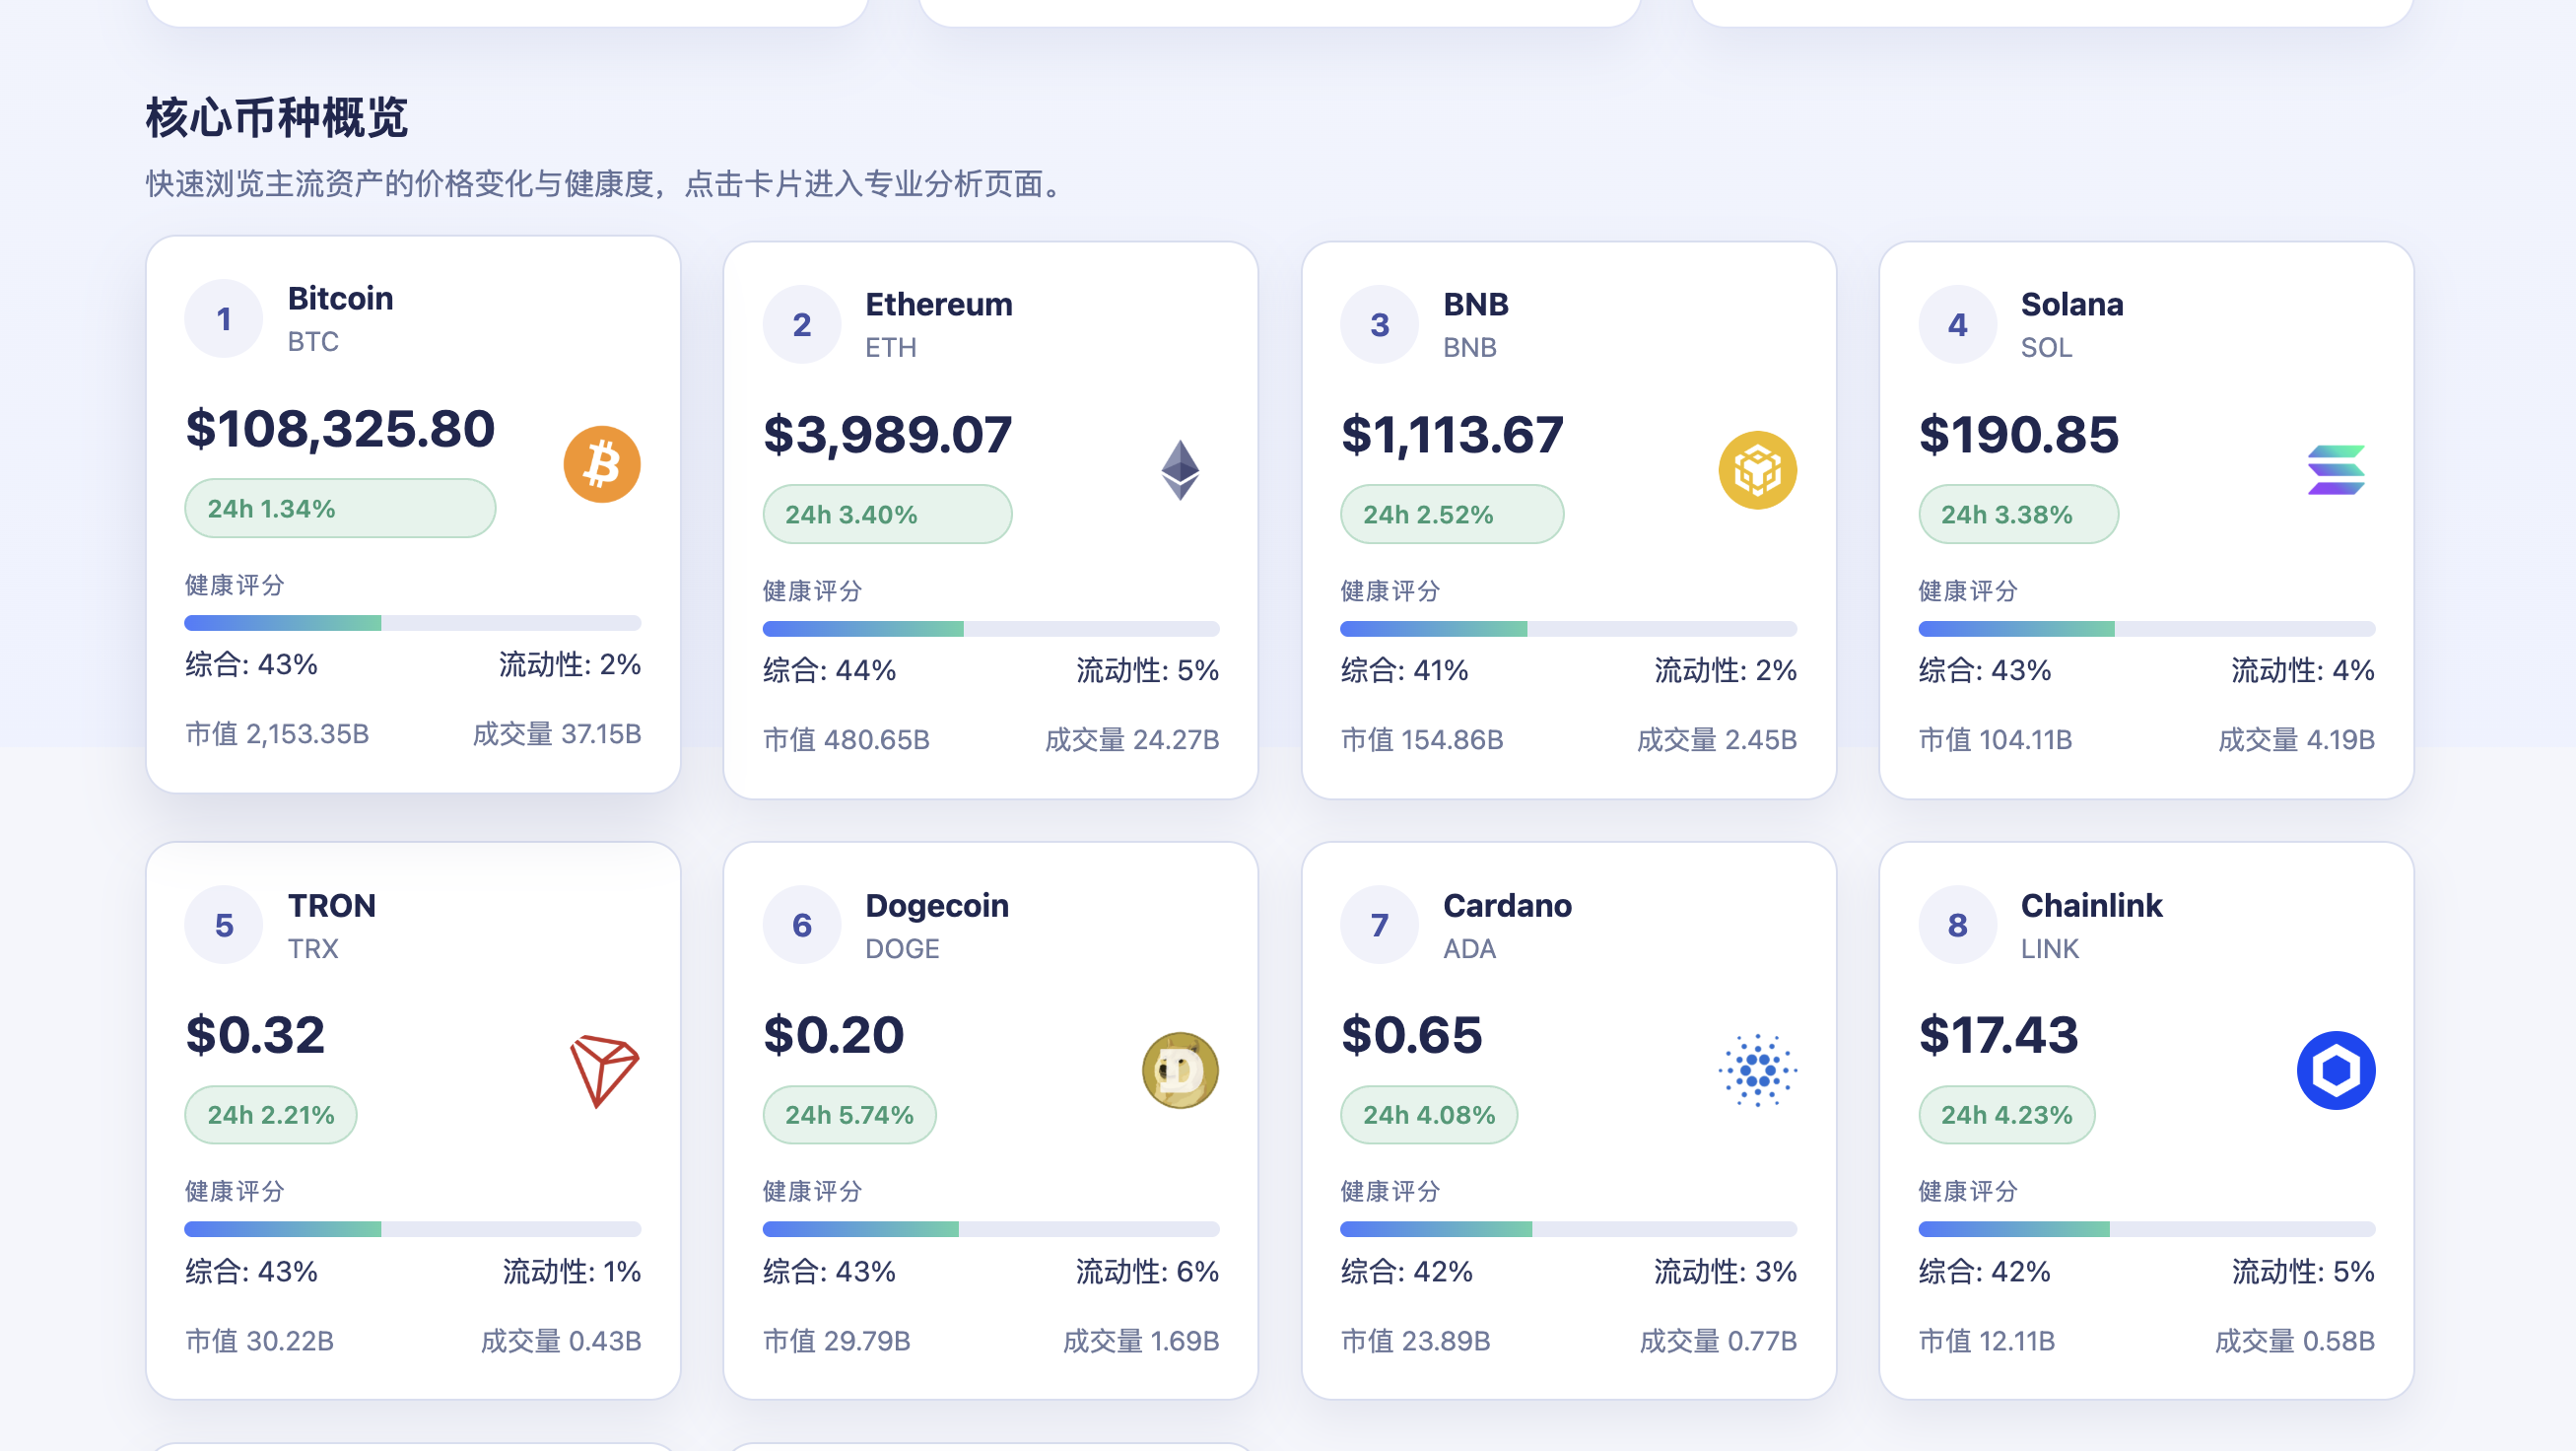 核心币种概览
快速浏览主流资产的价格变化与健康度，点击卡片进入专业分析页面。
1
Bitcoin
BTC
$108,325.80
24h 1.34%
健康评分
综合: 43% 流动性: 2%
市值 2,153.35B 成交量 37.15B
2
Ethereum
ETH
$3,989.07
24h 3.40%
健康评分
综合: 44% 流动性: 5%
市值 480.65B 成交量 24.27B
3
BNB
BNB
$1,113.67
24h 2.52%
健康评分
综合: 41% 流动性: 2%
市值 154.86B 成交量 2.45B
4
Solana
SOL
$190.85
24h 3.38%
健康评分
综合: 43% 流动性: 4%
市值 104.11B 成交量 4.19B
5
TRON
TRX
$0.32
24h 2.21%
健康评分
综合: 43% 流动性: 1%
市值 30.22B 成交量 0.43B
6
Dogecoin
DOGE
$0.20
24h 5.74%
健康评分
综合: 43% 流动性: 6%
市值 29.79B 成交量 1.69B
7
Cardano
ADA
$0.65
24h 4.08%
健康评分
综合: 42% 流动性: 3%
市值 23.89B 成交量 0.77B
8
Chainlink
LINK
$17.43
24h 4.23%
健康评分
综合: 42% 流动性: 5%
市值 12.11B 成交量 0.58B